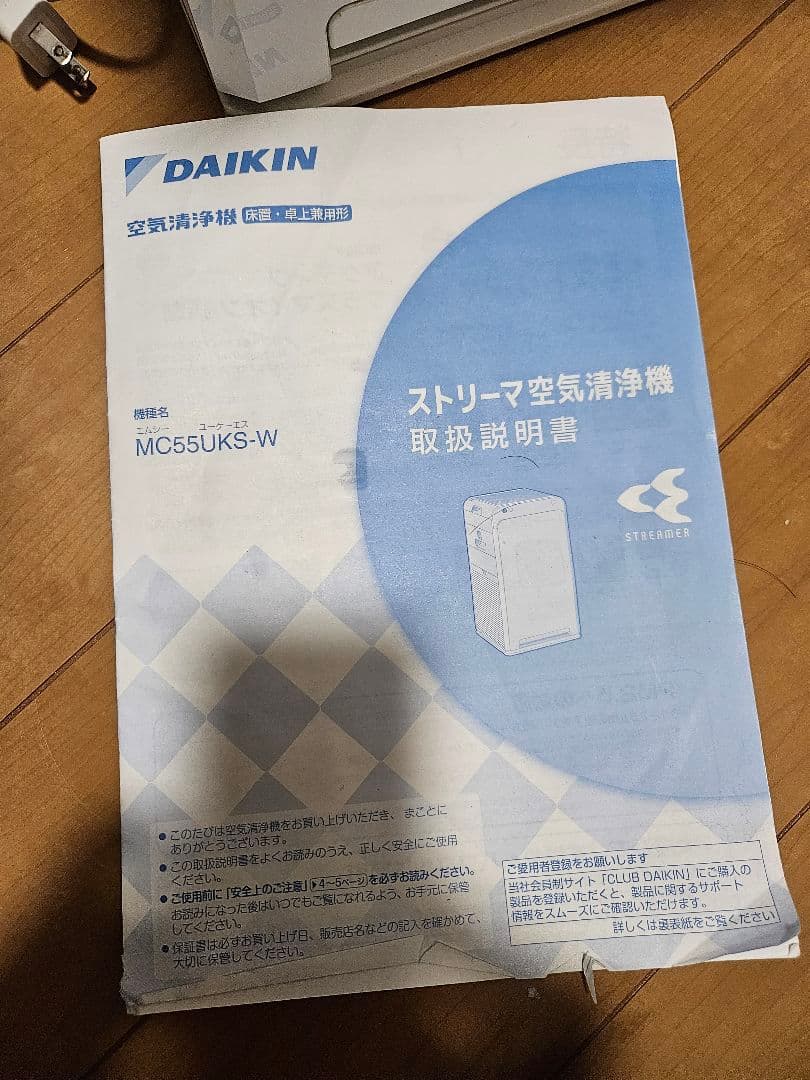 DAIKIN
空気清浄機 床置・卓上兼用形
機種名
エムシー ユーケーエス
MC55UKS-W
ストリーマ空気清浄機
取扱説明書
STREAMER
●このたびは空気清浄機をお買い上げいただき、まことに
ありがとうございます。
●この取扱説明書をよくお読みのうえ、正しく安全にご使用
ください。
●ご使用前に「安全上のご注意」(▶4~5ページ)を必ずお読みください。
お読みになった後はいつでもご覧になれるよう、お手元に保管
してください。
●保証書は必ずお買い上げ日、販売店名などの記入を確かめて、
大切に保管してください。
ご愛用者登録をお願いします
当社会員制サイト「CLUB DAIKIN」にご購入の
製品を登録いただくと、製品に関するサポート
情報をスムーズにご確認いただけます。
詳しくは裏表紙をご覧ください